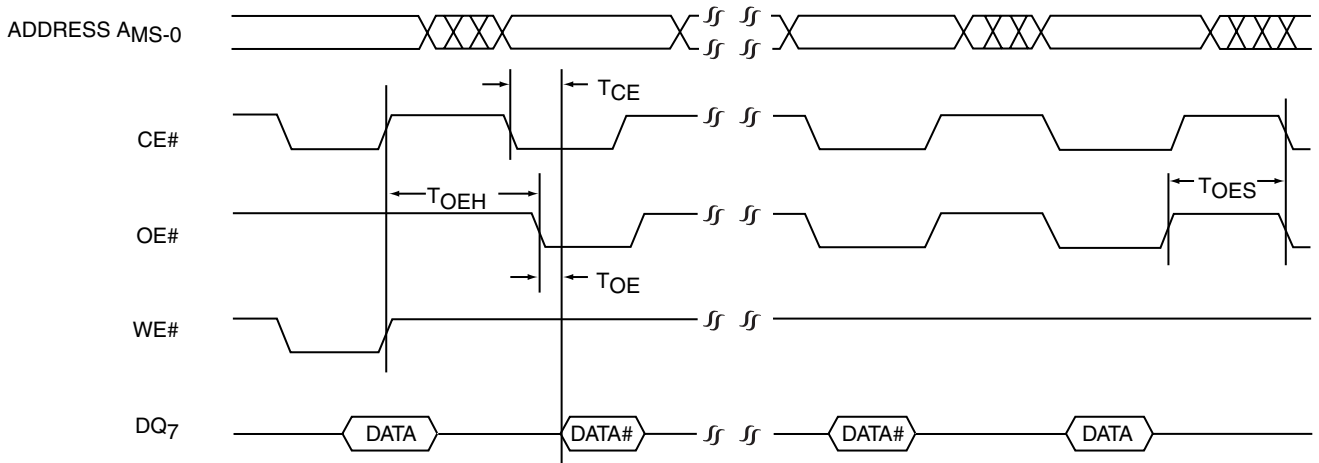 ADDRESS AMS-0
TCE
CE#
TOEH
TOES
OE#
TOE
WE#
DQ7
DATA DATA# DATA# DATA